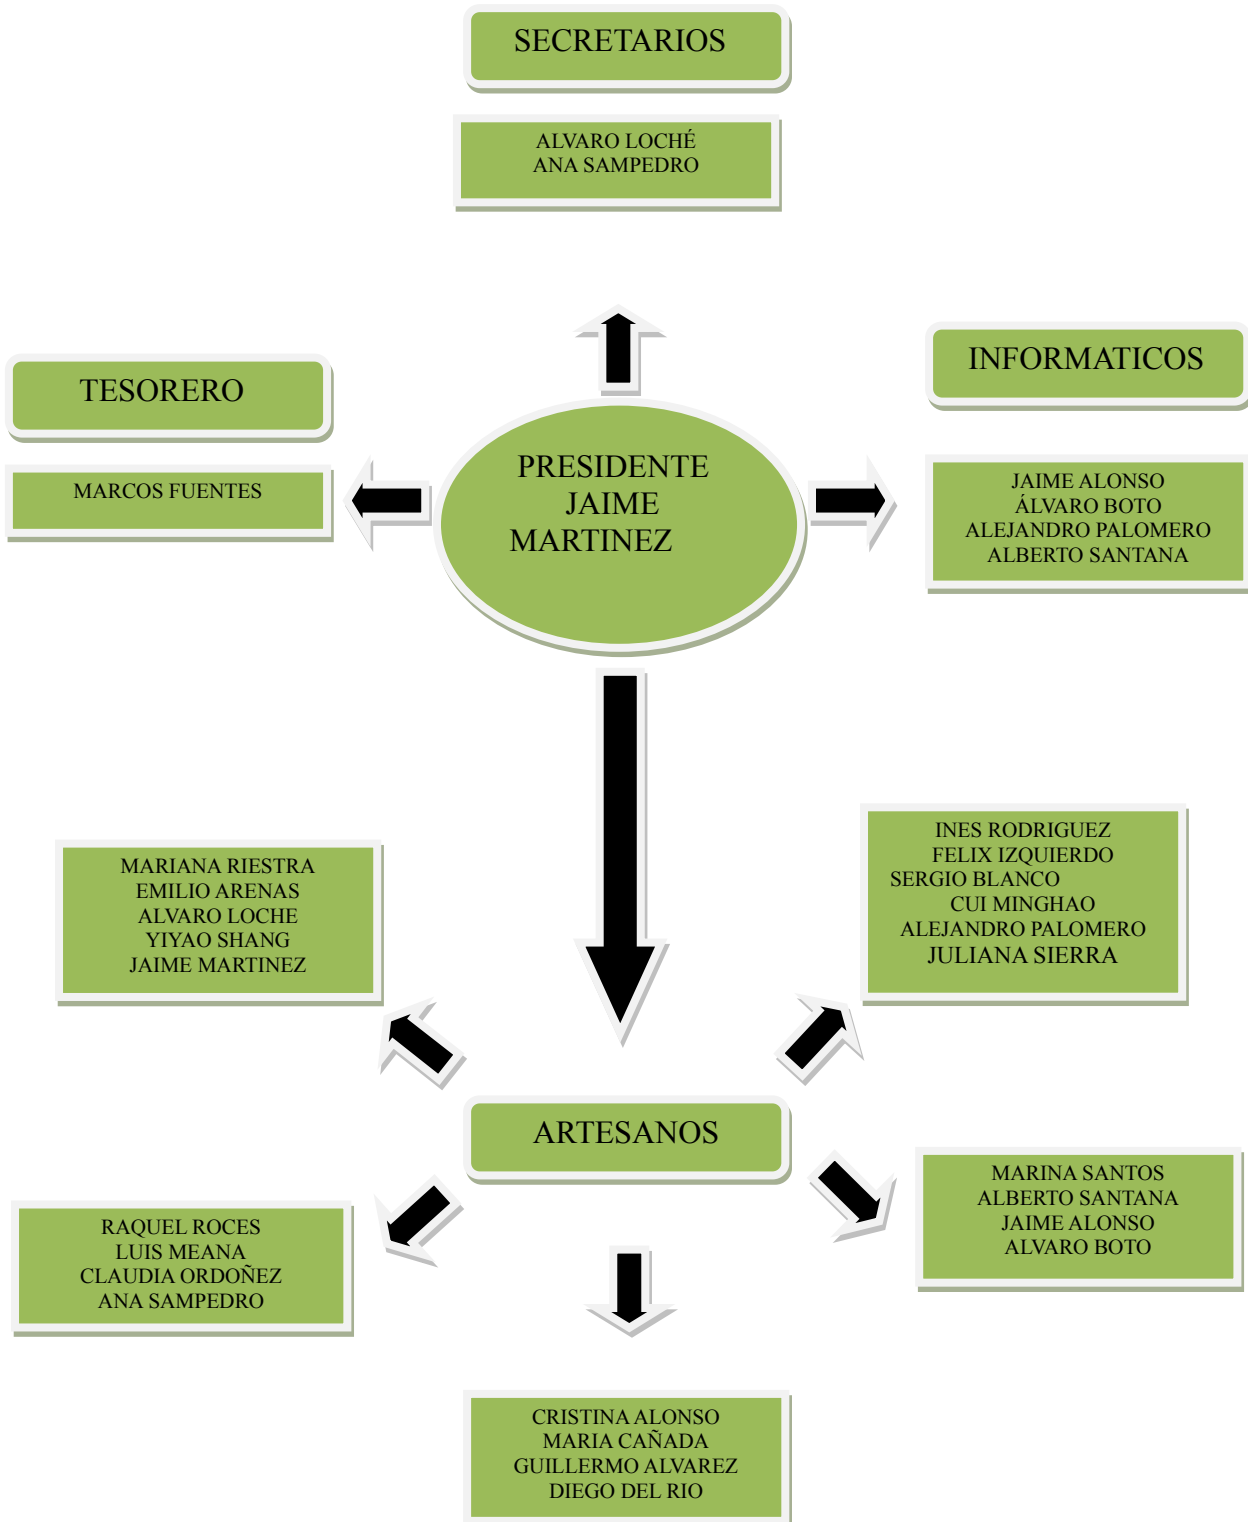 SECRETARIOS
ALVARO LOCHÉ
ANA SAMPEDRO
TESORERO
MARCOS FUENTES
PRESIDENTE
JAIME
MARTINEZ
INFORMATICOS
JAIME ALONSO
ÁLVARO BOTO
ALEJANDRO PALOMERO
ALBERTO SANTANA
MARIANA RIESTRA
EMILIO ARENAS
ALVARO LOCHE
YIYAO SHANG
JAIME MARTINEZ
INES RODRIGUEZ
FELIX IZQUIERDO
SERGIO BLANCO
CUI MINGHAO
ALEJANDRO PALOMERO
JULIANA SIERRA
ARTESANOS
RAQUEL ROCES
LUIS MEANA
CLAUDIA ORDOÑEZ
ANA SAMPEDRO
MARINA SANTOS
ALBERTO SANTANA
JAIME ALONSO
ALVARO BOTO
CRISTINA ALONSO
MARIA CAÑADA
GUILLERMO ALVAREZ
DIEGO DEL RIO